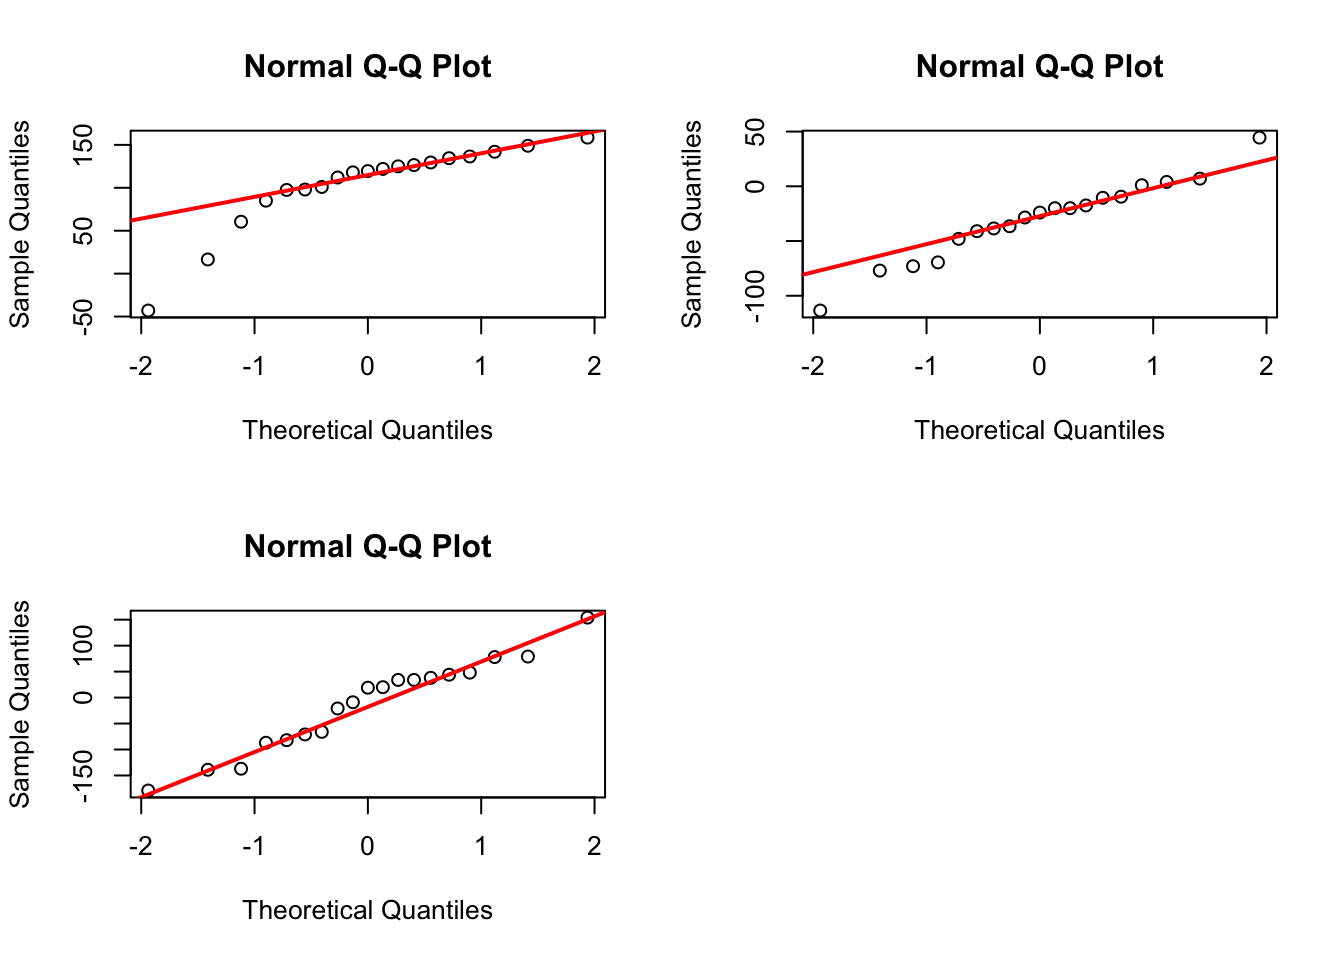 Normal Q-Q Plot
Sample Quantiles
150
50
-50
-2 -1 0 1 2
Theoretical Quantiles
Normal Q-Q Plot
Sample Quantiles
50
0
-100
-2 -1 0 1 2
Theoretical Quantiles
Normal Q-Q Plot
Sample Quantiles
100
0
-150
-2 -1 0 1 2
Theoretical Quantiles